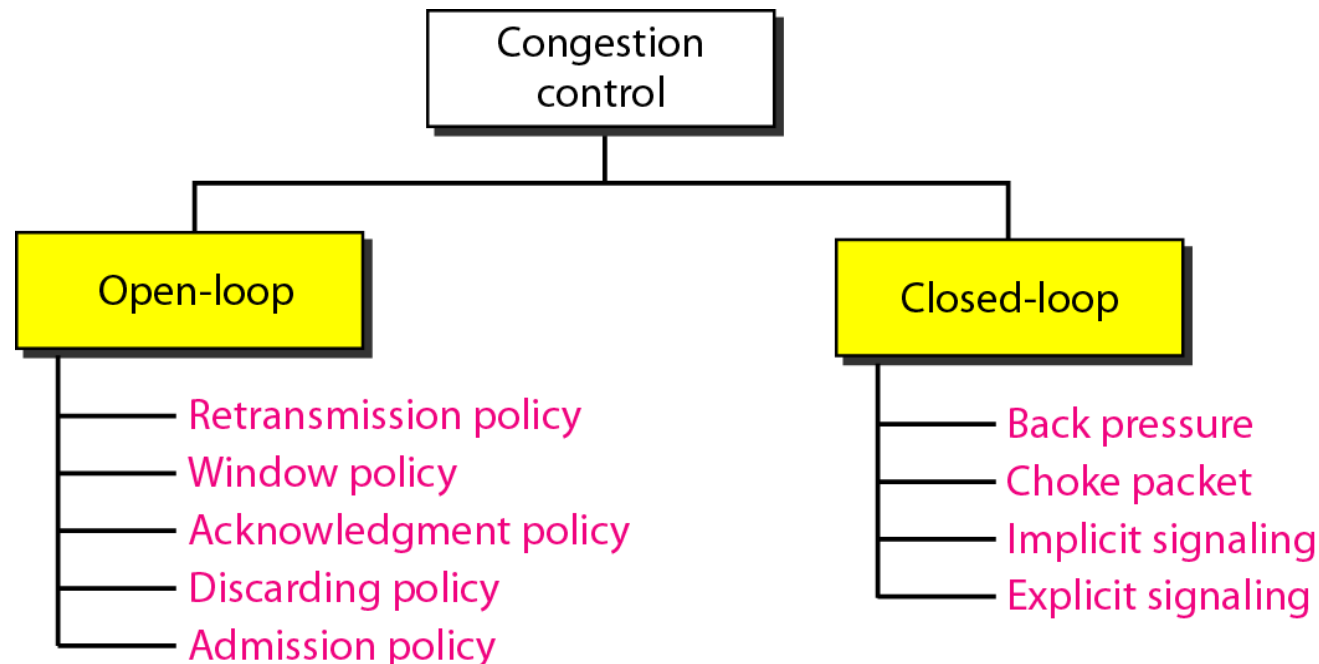 Congestion
control
Open-loop
Retransmission policy
Window policy
Acknowledgment policy
Discarding policy
Admission policy
Closed-loop
Back pressure
Choke packet
Implicit signaling
Explicit signaling